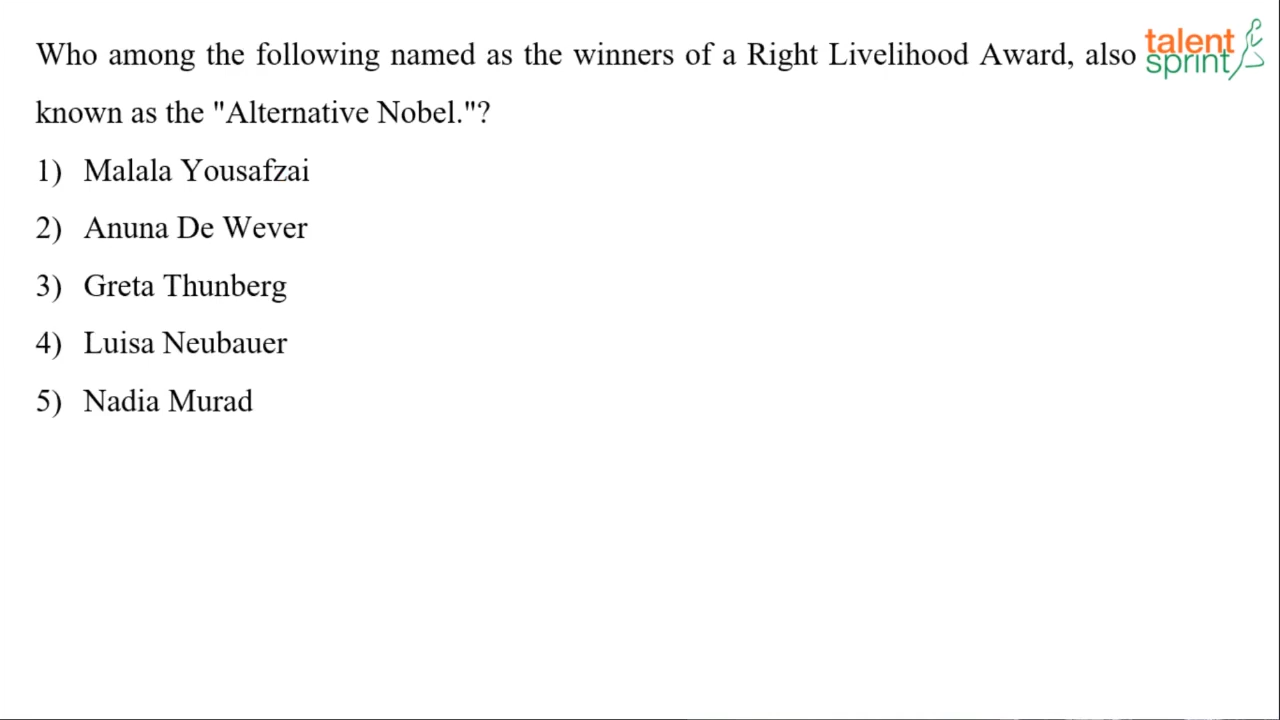 Who among the following named as the winners of a Right Livelihood Award, also
known as the "Alternative Nobel."?
1) Malala Yousafzai
2) Anuna De Wever
3) Greta Thunberg
4) Luisa Neubauer
5) Nadia Murad
talent
sprint